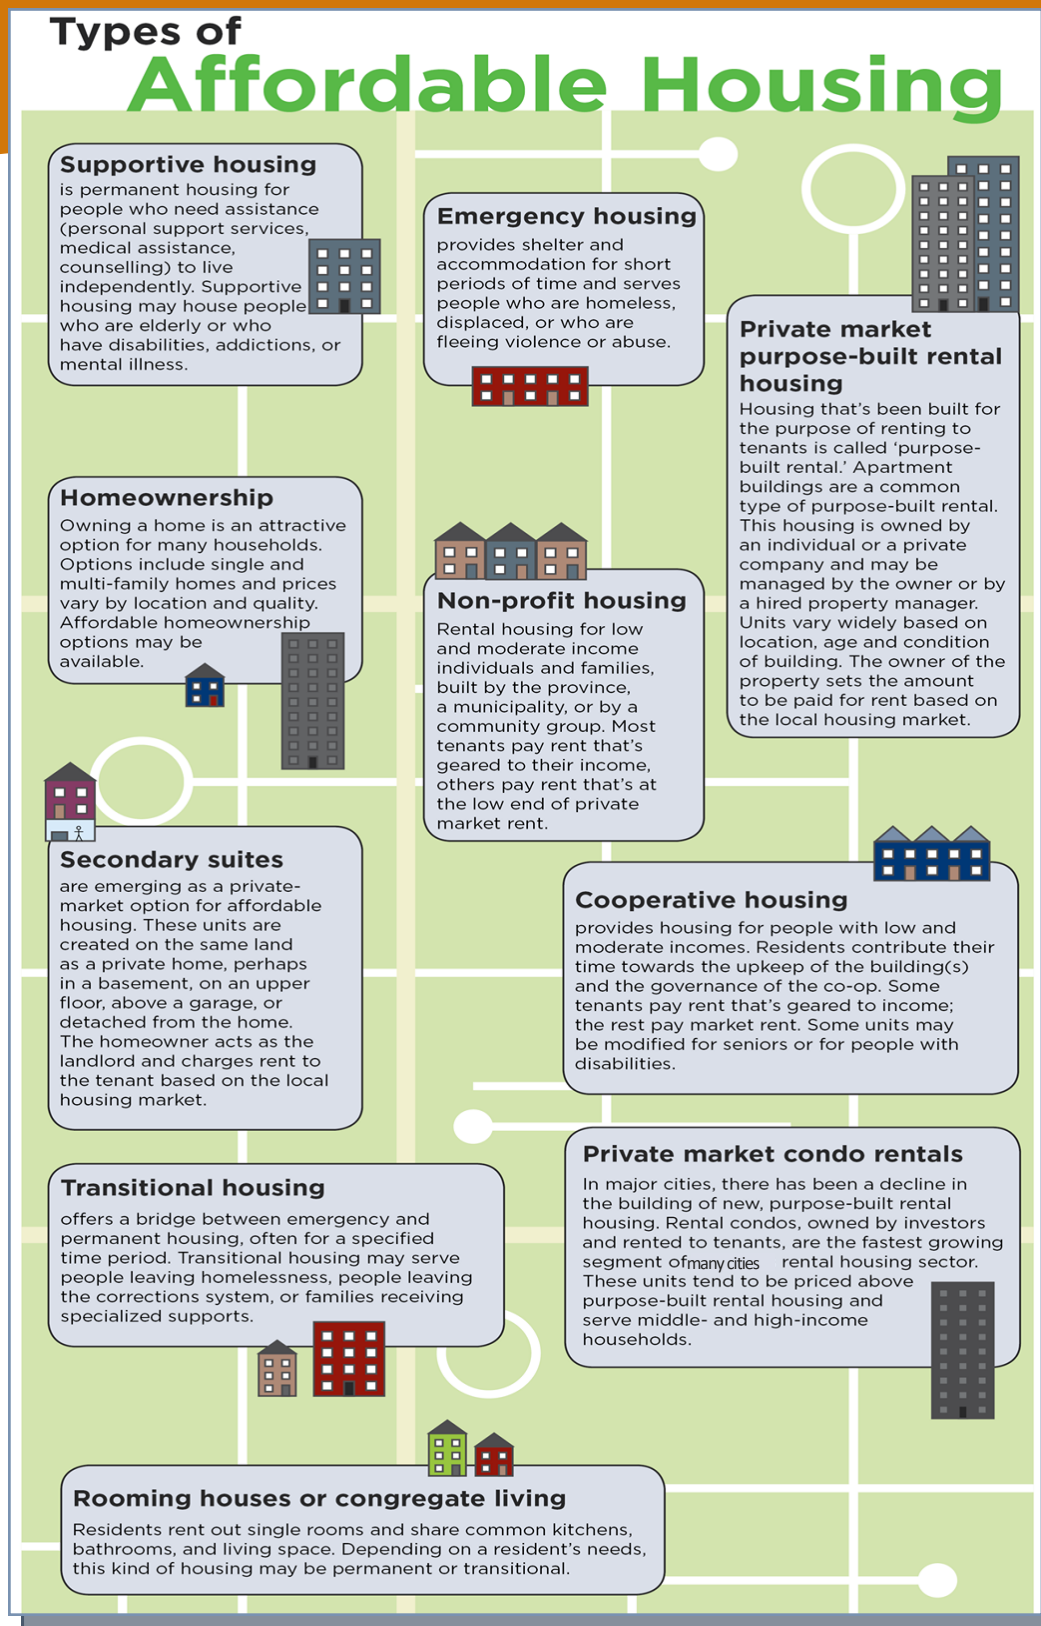 Types of
Affordable Housing
Supportive housing
is permanent housing for
people who need assistance
(personal support services,
medical assistance,
counselling) to live
independently. Supportive
housing may house people
who are elderly or who
have disabilities, addictions, or
mental illness.
Emergency housing
provides shelter and
accommodation for short
periods of time and serves
people who are homeless,
displaced, or who are
fleeing violence or abuse.
Private market
purpose-built rental
housing
Housing that's been built for
the purpose of renting to
tenants is called 'purpose-
built rental.' Apartment
buildings are a common
type of purpose-built rental.
This housing is owned by
an individual or a private
company and may be
managed by the owner or by
a hired property manager.
Units vary widely based on
location, age and condition
of building. The owner of the
property sets the amount
to be paid for rent based on
the local housing market.
Homeownership
Owning a home is an attractive
option for many households.
Options include single and
multi-family homes and prices
vary by location and quality.
Affordable homeownership
options may be
available.
Non-profit housing
Rental housing for low
and moderate income
individuals and families,
built by the province,
a municipality, or by a
community group. Most
tenants pay rent that's
geared to their income,
others pay rent that's at
the low end of private
market rent.
Secondary suites
are emerging as a private-
market option for affordable
housing. These units are
created on the same land
as a private home, perhaps
in a basement, on an upper
floor, above a garage, or
detached from the home.
The homeowner acts as the
landlord and charges rent to
the tenant based on the local
housing market.
Cooperative housing
provides housing for people with low and
moderate incomes. Residents contribute their
time towards the upkeep of the building(s)
and the governance of the co-op. Some
tenants pay rent that's geared to income;
the rest pay market rent. Some units may
be modified for seniors or for people with
disabilities.
Transitional housing
offers a bridge between emergency and
permanent housing, often for a specified
time period. Transitional housing may serve
people leaving homelessness, people leaving
the corrections system, or families receiving
specialized supports.
Private market condo rentals
In major cities, there has been a decline in
the building of new, purpose-built rental
housing. Rental condos, owned by investors
and rented to tenants, are the fastest growing
segment of many cities rental housing sector.
These units tend to be priced above
purpose-built rental housing and
serve middle- and high-income
households.
Rooming houses or congregate living
Residents rent out single rooms and share common kitchens,
bathrooms, and living space. Depending on a resident's needs,
this kind of housing may be permanent or transitional.